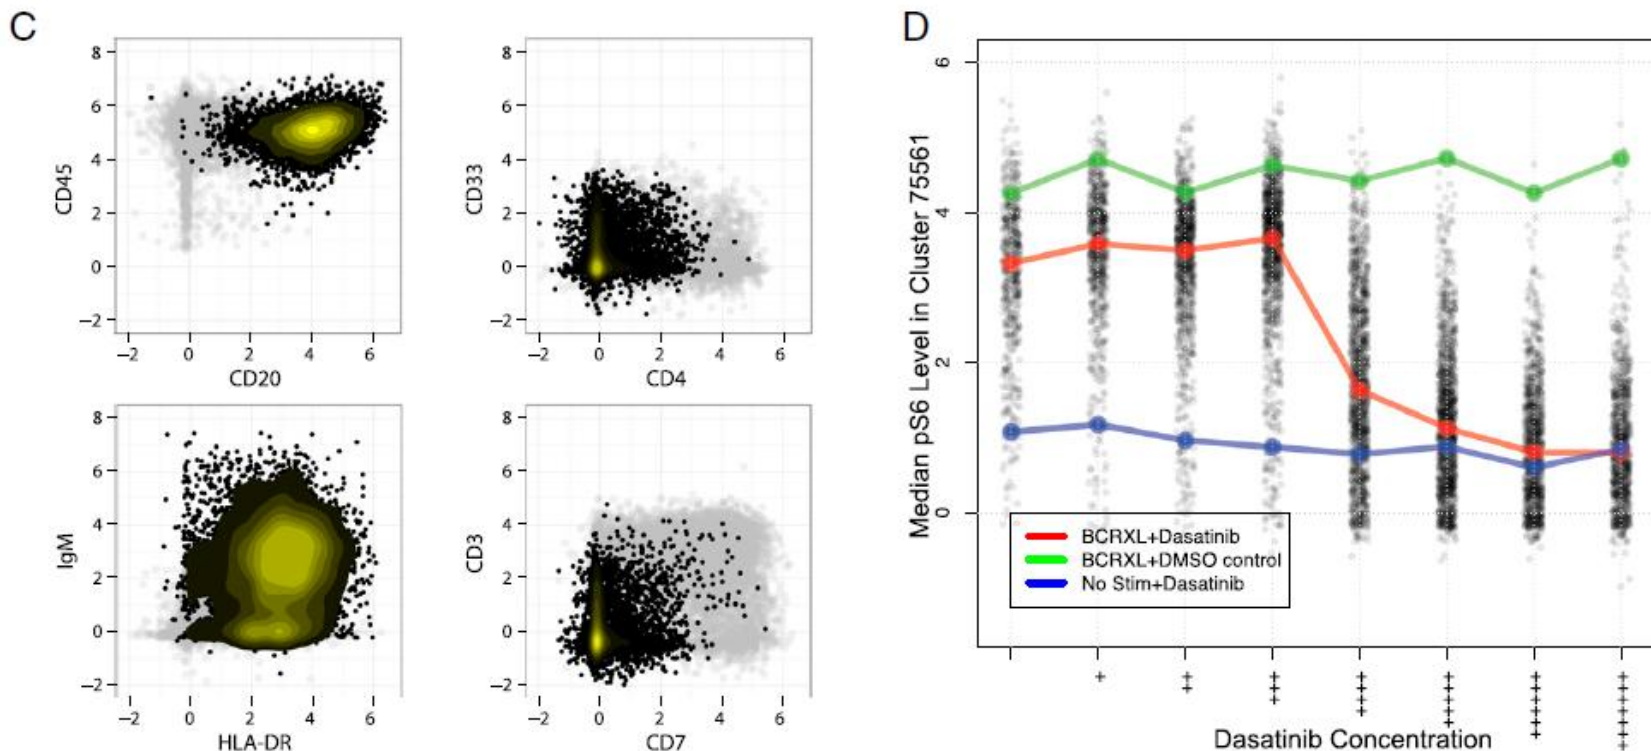 C
8
6
4
2
0
−2
−2 0 2 4 6
CD45
CD20
8
6
4
2
0
−2
−2 0 2 4 6
CD33
CD4
8
6
4
2
0
−2
−2 0 2 4 6
IgM
HLA-DR
8
6
4
2
0
−2
−2 0 2 4 6
CD3
CD7
D
6
4
2
0
Median pS6 Level in Cluster 75561
BCRXL+Dasatinib
BCRXL+DMSO control
No Stim+Dasatinib
+ ++ +++ ++++ +++++ ++++++ +++++++
Dasatinib Concentration